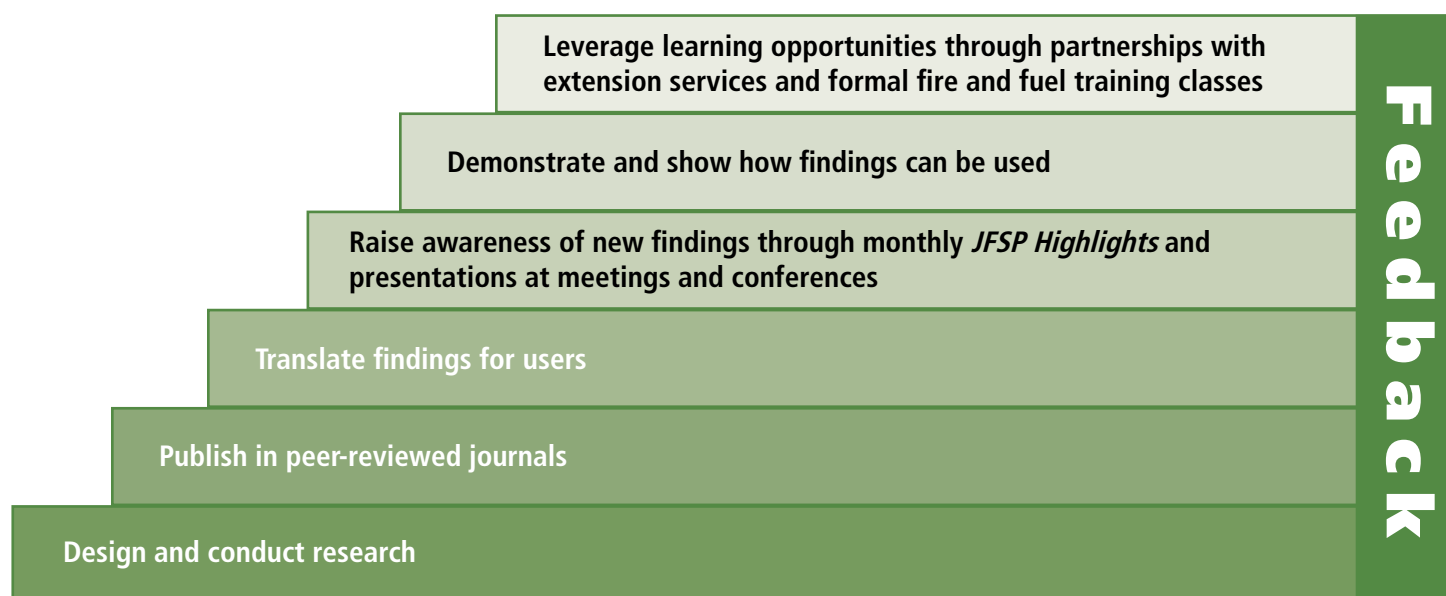 Leverage learning opportunities through partnerships with
extension services and formal fire and fuel training classes
Demonstrate and show how findings can be used
Raise awareness of new findings through monthly JFSP Highlights and
presentations at meetings and conferences
Translate findings for users
Publish in peer-reviewed journals
Design and conduct research
Feedback